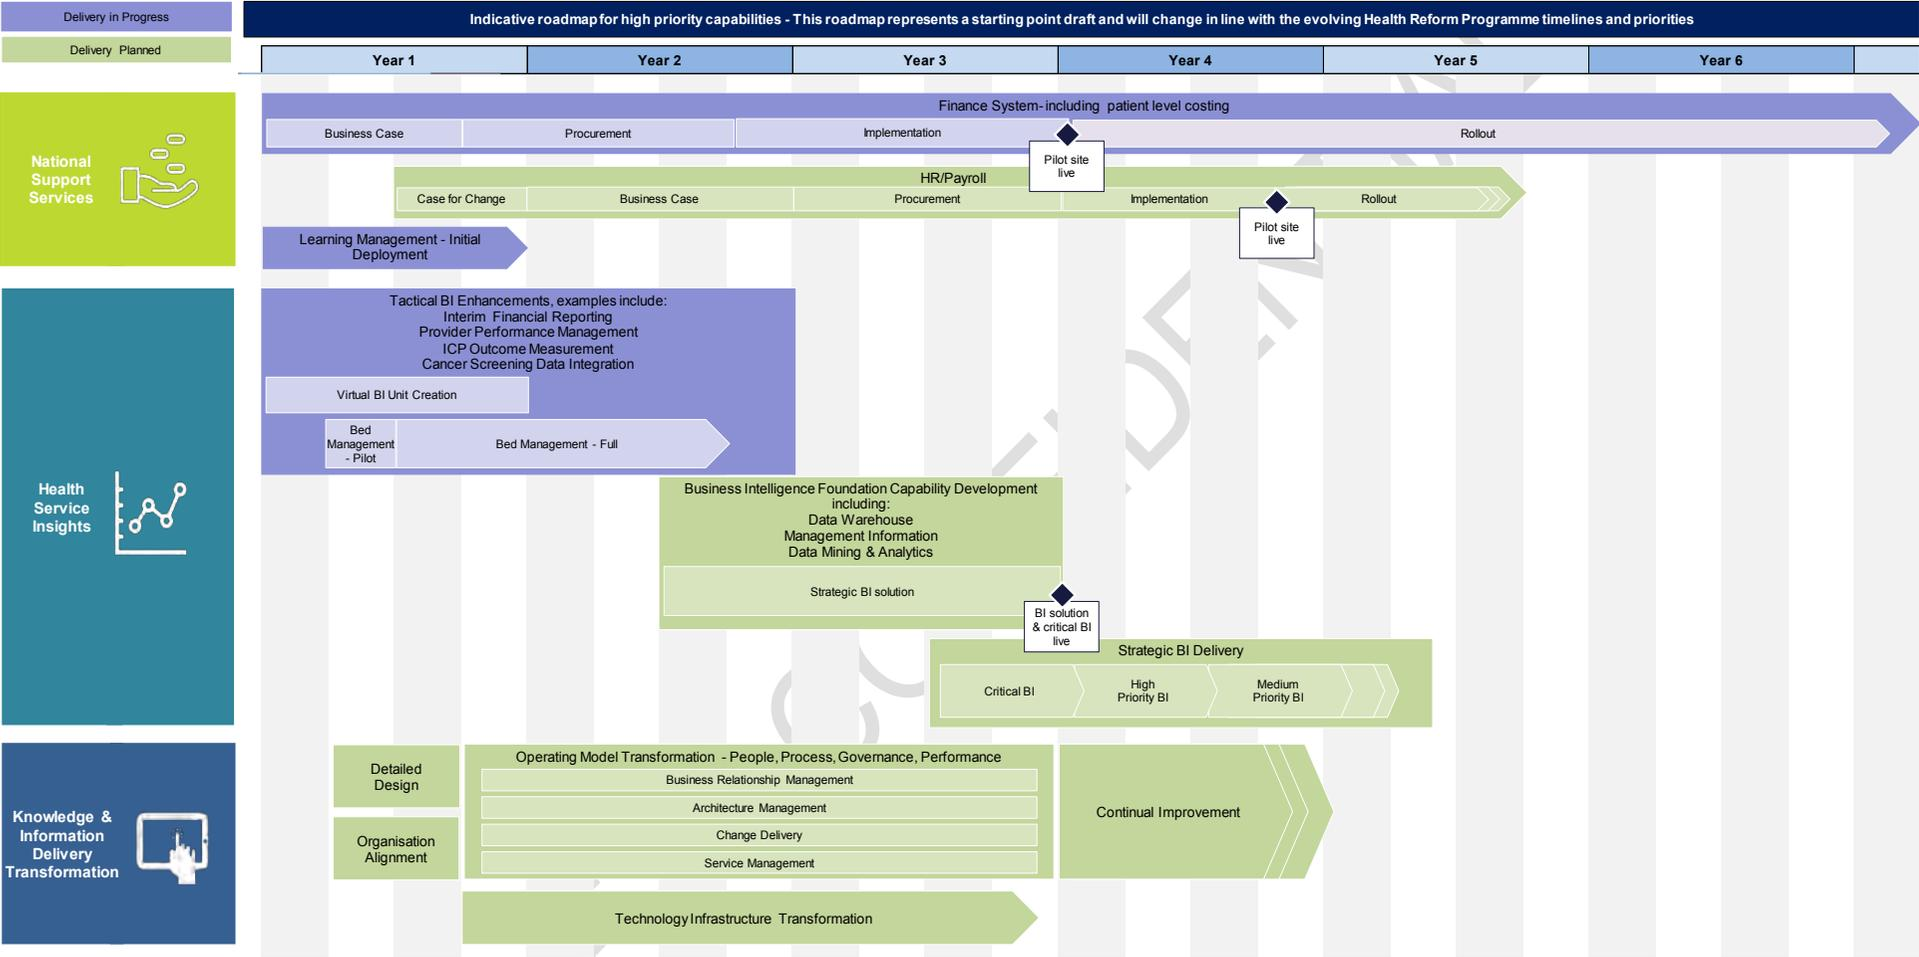 Delivery in Progress
Indicative roadmap for high priority capabilities - This roadmap represents a starting point draft and will change in line with the evolving Health Reform Programme timelines and priorities
Delivery Planned
Year 1
Year 2
Year 3
Year 4
Year 5
Year 6
National
Support
Services
Finance System- including patient level costing
Business Case
Procurement
Implementation
Rollout
Pilot site
live
HR/Payroll
Case for Change
Business Case
Procurement
Implementation
Rollout
Pilot site
live
Learning Management - Initial
Deployment
Health
Service
Insights
Tactical BI Enhancements, examples include:
Interim Financial Reporting
Provider Performance Management
ICP Outcome Measurement
Cancer Screening Data Integration
Virtual BI Unit Creation
Bed
Management
- Pilot
Bed Management - Full
Business Intelligence Foundation Capability Development
including:
Data Warehouse
Management Information
Data Mining & Analytics
Strategic BI solution
BI solution
& critical BI
live
Strategic BI Delivery
Critical BI
High
Priority BI
Medium
Priority BI
Knowledge &
Information
Delivery
Transformation
Detailed
Design
Organisation
Alignment
Operating Model Transformation - People, Process, Governance, Performance
Business Relationship Management
Architecture Management
Change Delivery
Service Management
Continual Improvement
Technology Infrastructure Transformation